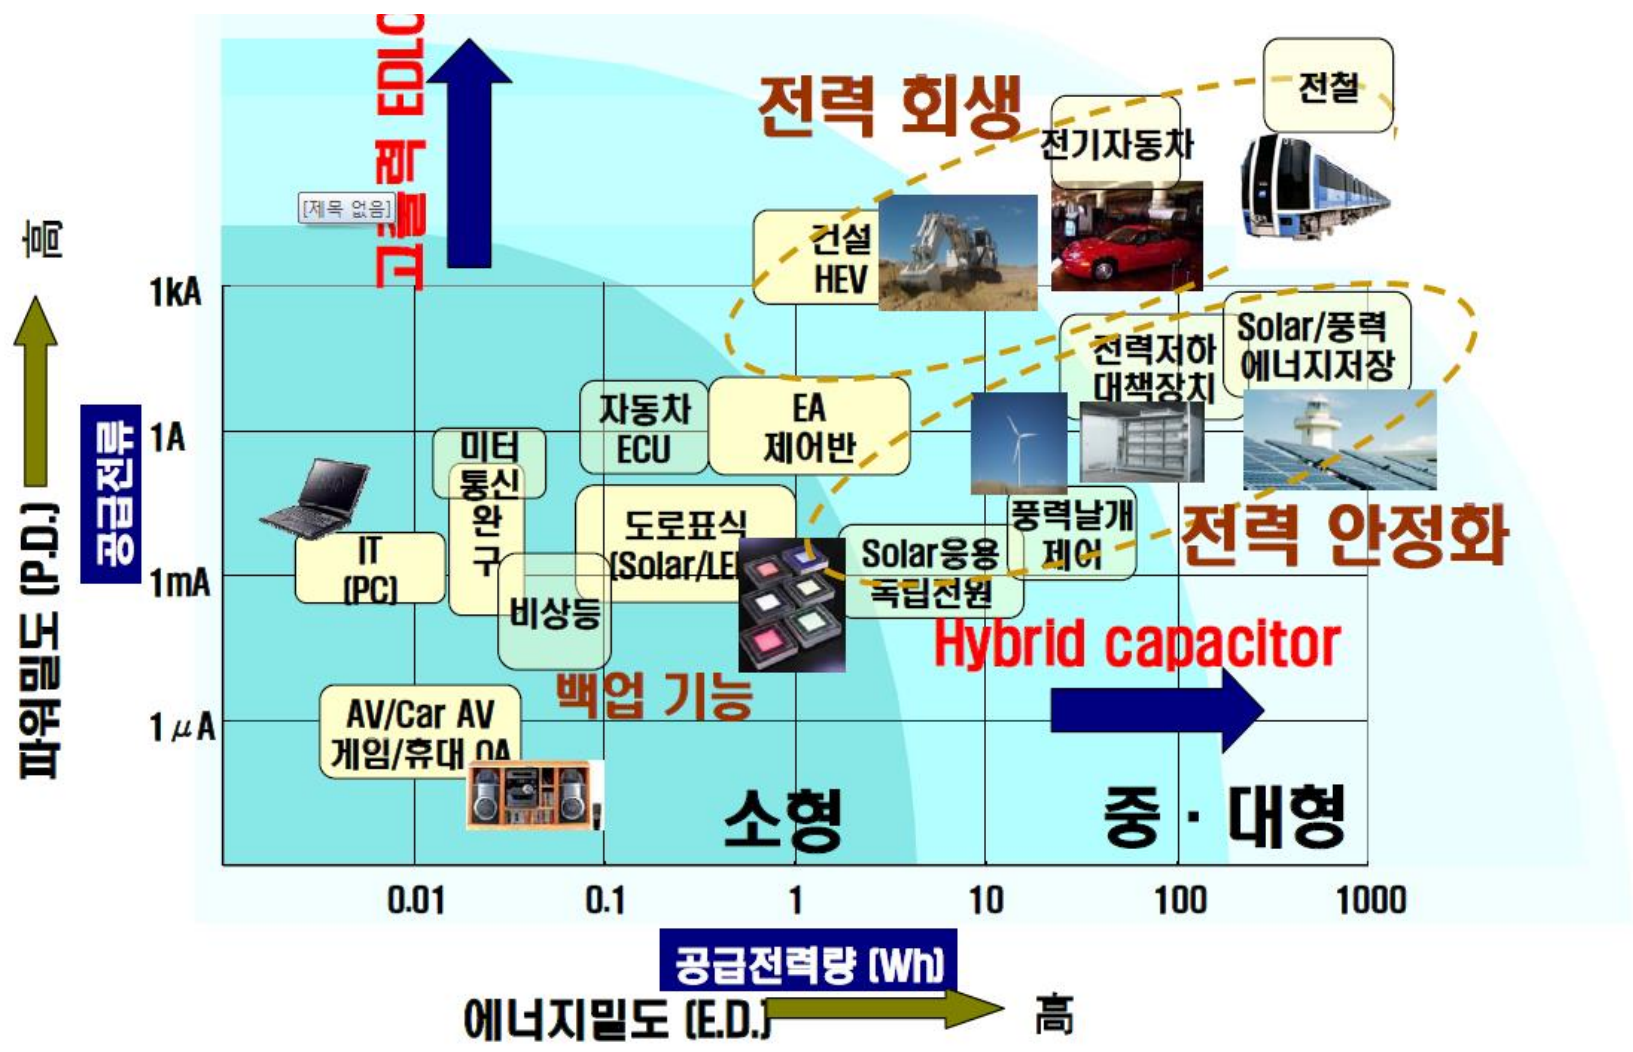 고출력 EDLC
전력 회생
전철
전기자동차
[제목 없음]
高
건설
HEV
1kA
Solar/풍력
에너지저장
전력저하
대책장치
자동차
ECU
EA
제어반
1A
미터
통신
완
구
공급전류
파워밀도 (P.D.)
IT
(PC)
도로표식
(Solar/LE
풍력날개
제어
Solar응용
독립전원
전력 안정화
1mA
비상등
Hybrid capacitor
백업 기능
AV/Car AV
게임/휴대 OA
1μA
소형
중·대형
0.01 0.1 1 10 100 1000
공급전력량 (Wh)
에너지밀도 (E.D.)
高